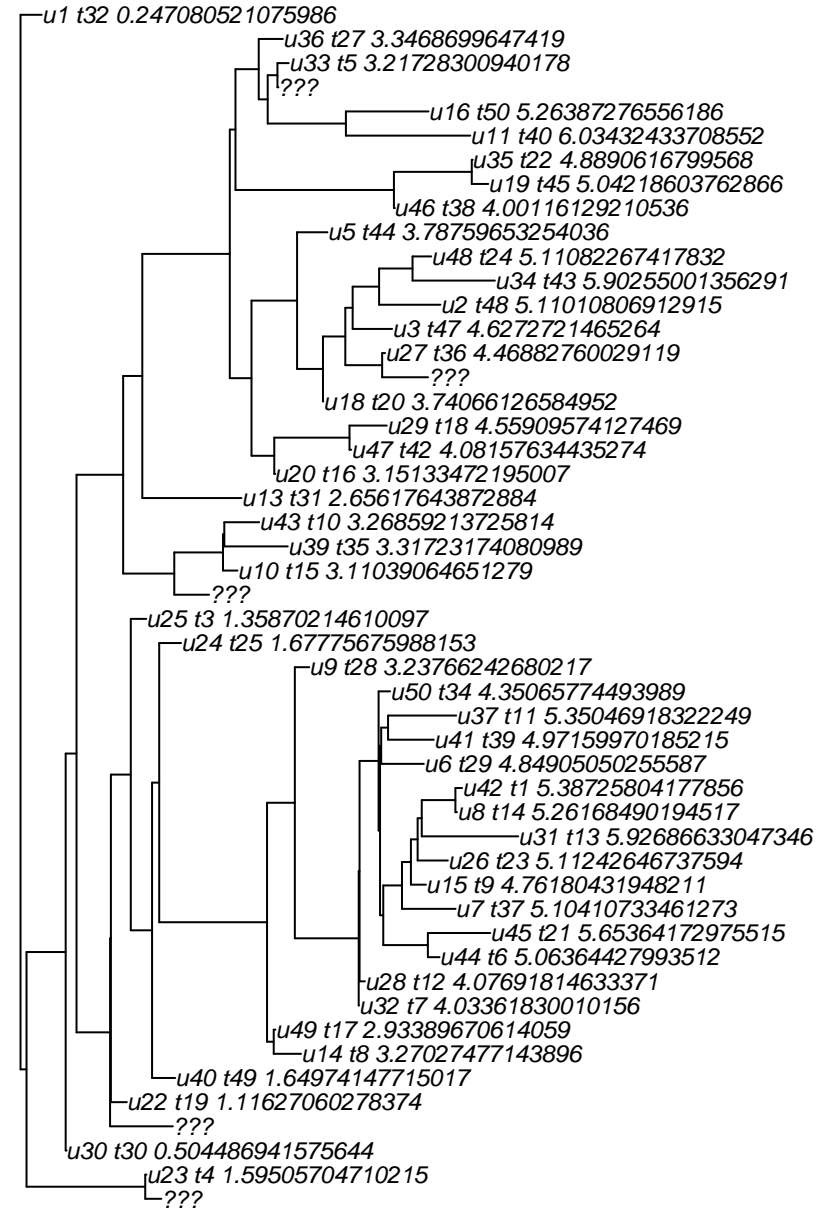 u1 t32 0.247080521075986
u36 t27 3.3468699647419
u33 t5 3.21728300940178
???
u16 t50 5.26387276556186
u11 t40 6.03432433708552
u35 t22 4.8890616799568
u19 t45 5.04218603762866
u46 t38 4.00116129210536
u5 t44 3.78759653254036
u48 t24 5.11082267417832
u34 t43 5.90255001356291
u2 t48 5.11010806912915
u3 t47 4.6272721465264
u27 t36 4.46882760029119
???
u18 t20 3.74066126584952
u29 t18 4.55909574127469
u47 t42 4.08157634435274
u20 t16 3.15133472195007
u13 t31 2.65617643872884
u43 t10 3.26859213725814
u39 t35 3.31723174080989
u10 t15 3.11039064651279
???
u25 t3 1.35870214610097
u24 t25 1.67775675988153
u9 t28 3.23766242680217
u50 t34 4.35065774493989
u37 t11 5.35046918322249
u41 t39 4.97159970185215
u6 t29 4.84905050255587
u42 t1 5.38725804177856
u8 t14 5.26168490194517
u31 t13 5.92686633047346
u26 t23 5.11242646737594
u15 t9 4.76180431948211
u7 t37 5.10410733461273
u45 t21 5.65364172975515
u44 t6 5.06364427993512
u28 t12 4.07691814633371
u32 t7 4.03361830010156
u49 t17 2.93389670614059
u14 t8 3.27027477143896
u40 t49 1.64974147715017
u22 t19 1.11627060278374
???
u30 t30 0.504486941575644
u23 t4 1.59505704710215
???